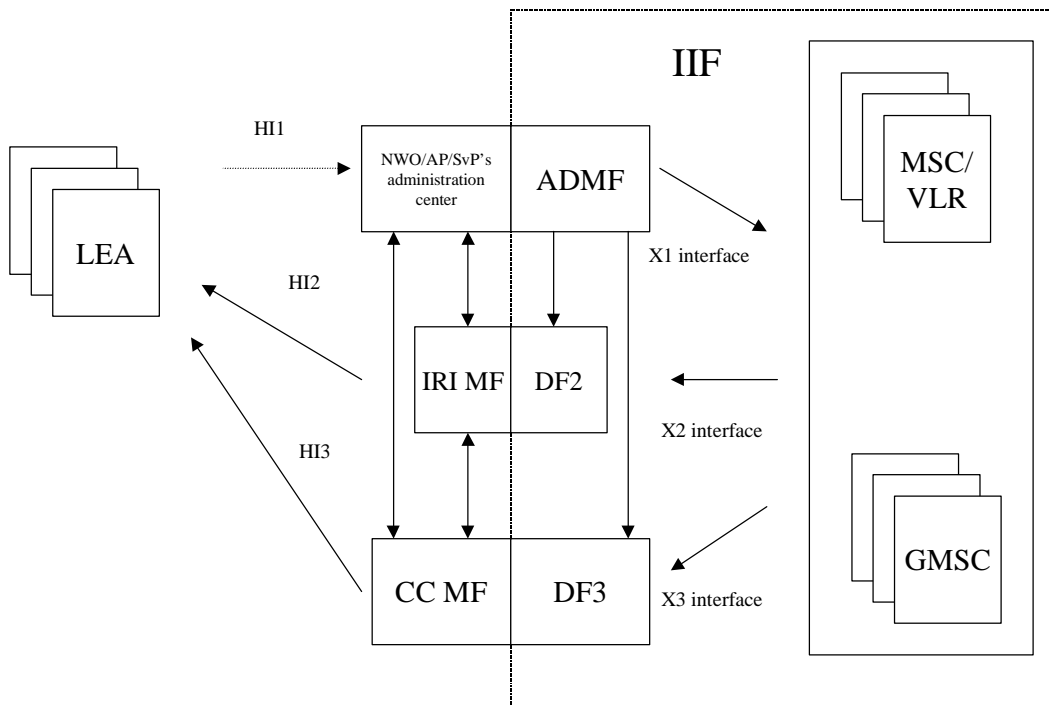 IIF
HI1
NWO/AP/SvP's
administration
center
ADMF
MSC/
VLR
LEA
X1 interface
HI2
IRI MF
DF2
X2 interface
HI3
GMSC
CC MF
DF3
X3 interface